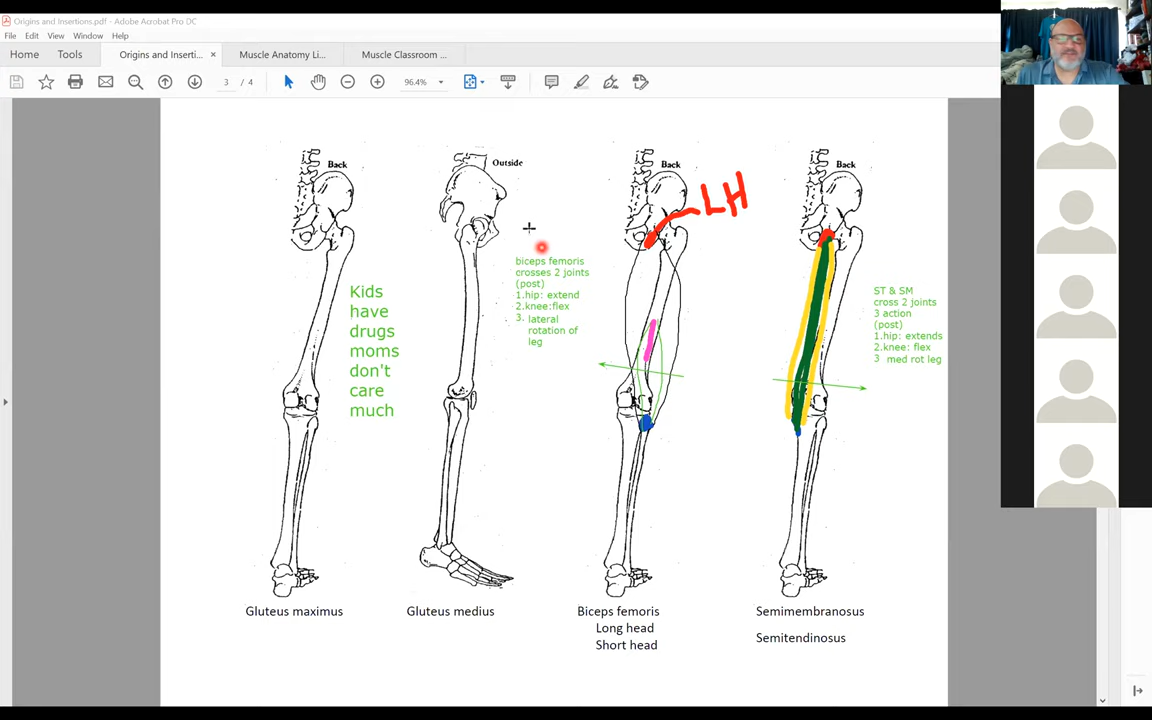 Origins and Insertions.pdf - Adobe Acrobat Pro DC
File Edit View Window Help
Home Tools Origins and Inserti... × Muscle Anatomy Li... Muscle Classroom ...
3 / 4 96.4%
Back
Outside
Back
Back
LH
Kids
have
drugs
moms
don't
care
much
biceps femoris
crosses 2 joints
(post)
1.hip: extend
2.knee:flex
3. lateral
rotation of
leg
ST & SM
cross 2 joints
3 action
(post)
1.hip: extends
2.knee: flex
3 med rot leg
Gluteus maximus
Gluteus medius
Biceps femoris
Long head
Short head
Semimembranosus
Semitendinosus